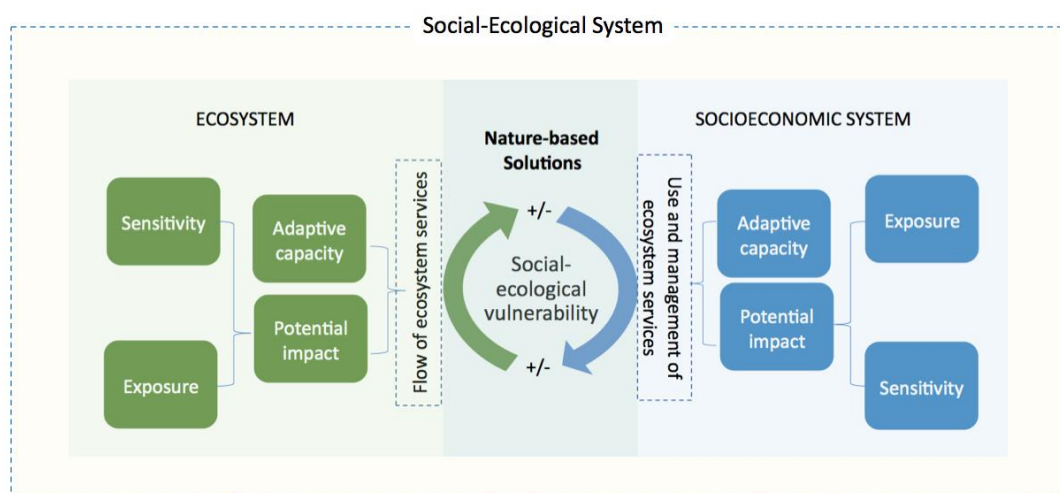 Social-Ecological System
ECOSYSTEM
Sensitivity
Exposure
Adaptive
capacity
Potential
impact
Flow of ecosystem services
Nature-based
Solutions
+/-
Social-
ecological
vulnerability
+/-
SOCIOECONOMIC SYSTEM
Use and management of
ecosystem services
Adaptive
capacity
Potential
impact
Exposure
Sensitivity